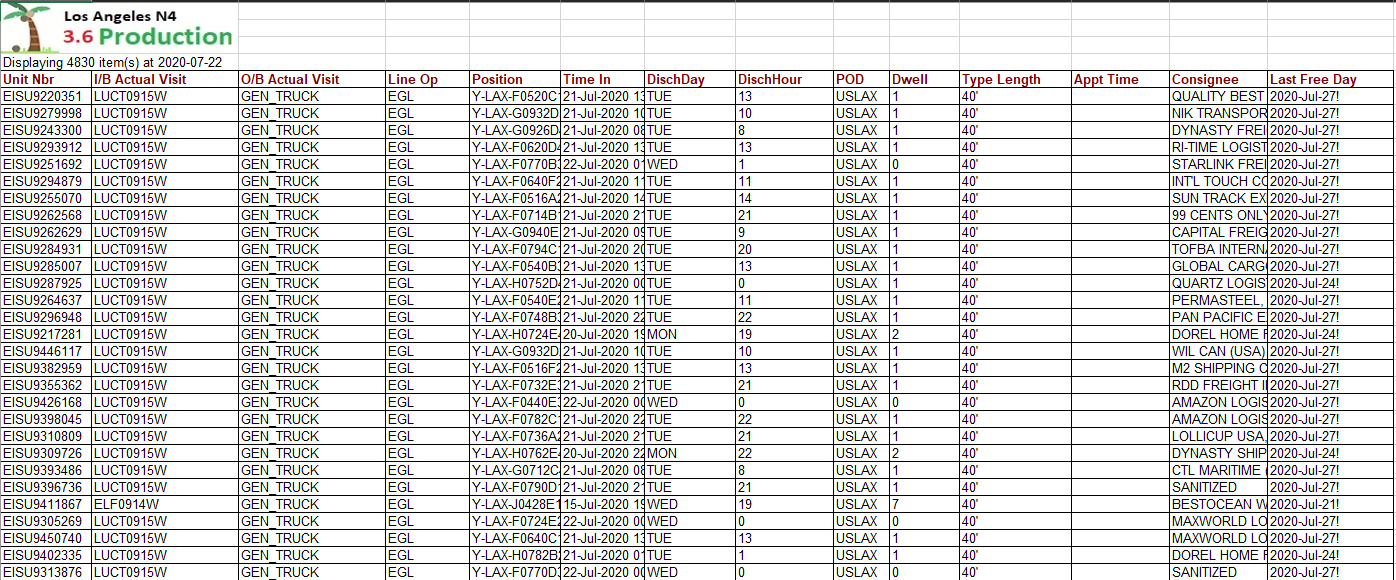 Los Angeles N4
3.6 Production
Displaying 4830 item(s) at 2020-07-22
Unit Nbr I/B Actual Visit O/B Actual Visit Line Op Position Time In DischDay DischHour POD Dwell Type Length Appt Time Consignee Last Free Day
EISU9220351 LUCT0915W GEN_TRUCK EGL Y-LAX-F0520C1 21-Jul-2020 13 TUE 13 USLAX 1 40' QUALITY BEST 2020-Jul-27!
EISU9279998 LUCT0915W GEN_TRUCK EGL Y-LAX-G0932D 21-Jul-2020 10 TUE 10 USLAX 1 40' NIK TRANSPOR 2020-Jul-27!
EISU9243300 LUCT0915W GEN_TRUCK EGL Y-LAX-G0926D 21-Jul-2020 08 TUE 8 USLAX 1 40' DYNASTY FREI 2020-Jul-27!
EISU9293912 LUCT0915W GEN_TRUCK EGL Y-LAX-F0620D4 21-Jul-2020 13 TUE 13 USLAX 1 40' RI-TIME LOGIST 2020-Jul-27!
EISU9251692 LUCT0915W GEN_TRUCK EGL Y-LAX-F0770B3 22-Jul-2020 01 WED 1 USLAX 0 40' STARLINK FREI 2020-Jul-27!
EISU9294879 LUCT0915W GEN_TRUCK EGL Y-LAX-F0640F2 21-Jul-2020 11 TUE 11 USLAX 1 40' INT'L TOUCH CO 2020-Jul-27!
EISU9255070 LUCT0915W GEN_TRUCK EGL Y-LAX-F0516A2 21-Jul-2020 14 TUE 14 USLAX 1 40' SUN TRACK EX 2020-Jul-27!
EISU9262568 LUCT0915W GEN_TRUCK EGL Y-LAX-F0714B1 21-Jul-2020 21 TUE 21 USLAX 1 40' 99 CENTS ONLY 2020-Jul-27!
EISU9262629 LUCT0915W GEN_TRUCK EGL Y-LAX-G0940E 21-Jul-2020 09 TUE 9 USLAX 1 40' CAPITAL FREIG 2020-Jul-27!
EISU9284931 LUCT0915W GEN_TRUCK EGL Y-LAX-F0794C1 21-Jul-2020 20 TUE 20 USLAX 1 40' TOFBA INTERNA 2020-Jul-27!
EISU9285007 LUCT0915W GEN_TRUCK EGL Y-LAX-F0540B3 21-Jul-2020 13 TUE 13 USLAX 1 40' GLOBAL CARGO 2020-Jul-27!
EISU9287925 LUCT0915W GEN_TRUCK EGL Y-LAX-H0752D4 21-Jul-2020 00 TUE 0 USLAX 1 40' QUARTZ LOGIS 2020-Jul-24!
EISU9264637 LUCT0915W GEN_TRUCK EGL Y-LAX-F0540E2 21-Jul-2020 11 TUE 11 USLAX 1 40' PERMASTEEL, 2020-Jul-27!
EISU9296948 LUCT0915W GEN_TRUCK EGL Y-LAX-F0748B3 21-Jul-2020 22 TUE 22 USLAX 1 40' PAN PACIFIC E 2020-Jul-27!
EISU9217281 LUCT0915W GEN_TRUCK EGL Y-LAX-H0724E4 20-Jul-2020 19 MON 19 USLAX 2 40' DOREL HOME F 2020-Jul-24!
EISU9446117 LUCT0915W GEN_TRUCK EGL Y-LAX-G0932D 21-Jul-2020 10 TUE 10 USLAX 1 40' WIL CAN (USA) 2020-Jul-27!
EISU9382959 LUCT0915W GEN_TRUCK EGL Y-LAX-F0516F2 21-Jul-2020 13 TUE 13 USLAX 1 40' M2 SHIPPING C 2020-Jul-27!
EISU9355362 LUCT0915W GEN_TRUCK EGL Y-LAX-F0732E3 21-Jul-2020 21 TUE 21 USLAX 1 40' RDD FREIGHT I 2020-Jul-27!
EISU9426168 LUCT0915W GEN_TRUCK EGL Y-LAX-F0440E3 22-Jul-2020 00 WED 0 USLAX 0 40' AMAZON LOGIS 2020-Jul-27!
EISU9398045 LUCT0915W GEN_TRUCK EGL Y-LAX-F0782C1 21-Jul-2020 22 TUE 22 USLAX 1 40' AMAZON LOGIS 2020-Jul-27!
EISU9310809 LUCT0915W GEN_TRUCK EGL Y-LAX-F0736A2 21-Jul-2020 21 TUE 21 USLAX 1 40' LOLLICUP USA, 2020-Jul-27!
EISU9309726 LUCT0915W GEN_TRUCK EGL Y-LAX-H0762E4 20-Jul-2020 22 MON 22 USLAX 2 40' DYNASTY SHIP 2020-Jul-24!
EISU9393486 LUCT0915W GEN_TRUCK EGL Y-LAX-G0712C4 21-Jul-2020 08 TUE 8 USLAX 1 40' CTL MARITIME ( 2020-Jul-27!
EISU9396736 LUCT0915W GEN_TRUCK EGL Y-LAX-F0790D1 21-Jul-2020 21 TUE 21 USLAX 1 40' SANITIZED 2020-Jul-27!
EISU9411867 ELF0914W GEN_TRUCK EGL Y-LAX-J0428E1 15-Jul-2020 19 WED 19 USLAX 7 40' BESTOCEAN W 2020-Jul-21!
EISU9305269 LUCT0915W GEN_TRUCK EGL Y-LAX-F0724E2 22-Jul-2020 00 WED 0 USLAX 0 40' MAXWORLD LO 2020-Jul-27!
EISU9450740 LUCT0915W GEN_TRUCK EGL Y-LAX-F0640C1 21-Jul-2020 13 TUE 13 USLAX 1 40' MAXWORLD LO 2020-Jul-27!
EISU9402335 LUCT0915W GEN_TRUCK EGL Y-LAX-H0782B2 21-Jul-2020 01 TUE 1 USLAX 1 40' DOREL HOME F 2020-Jul-24!
EISU9313876 LUCT0915W GEN_TRUCK EGL Y-LAX-F0770D3 22-Jul-2020 00 WED 0 USLAX 0 40' SANITIZED 2020-Jul-27!